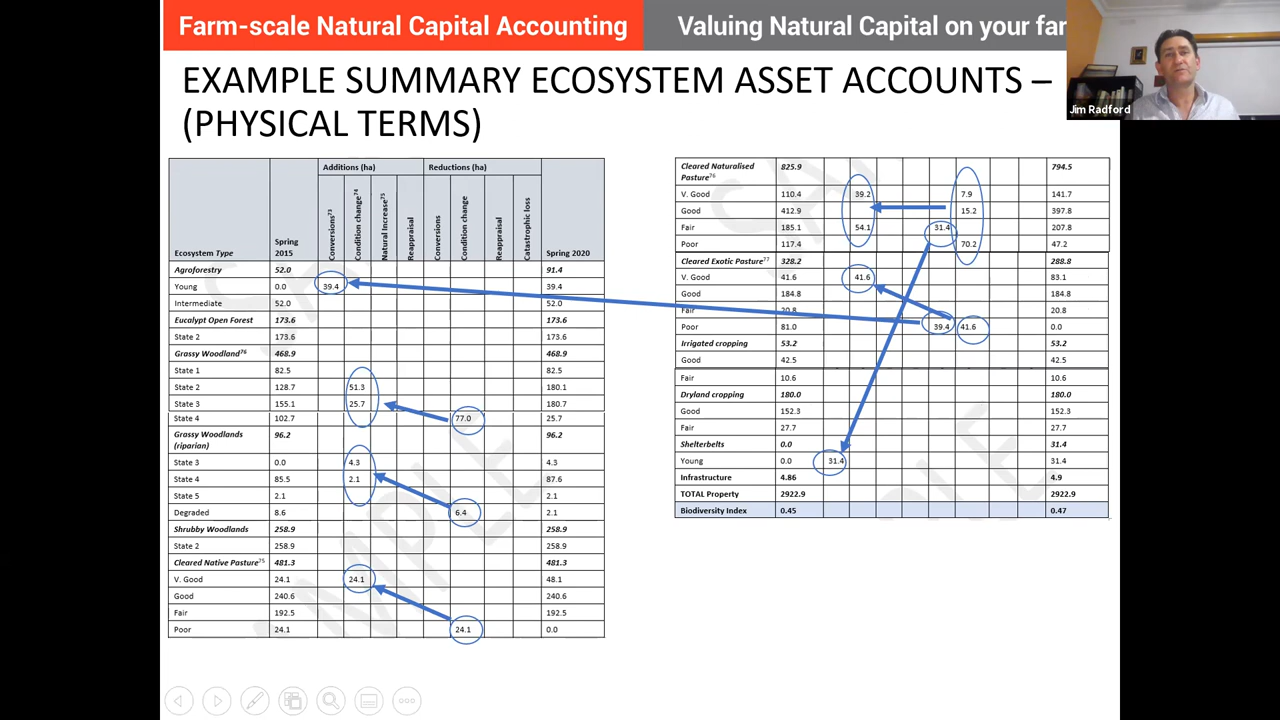 Farm-scale Natural Capital Accounting Valuing Natural Capital on your far
Jim Radford
EXAMPLE SUMMARY ECOSYSTEM ASSET ACCOUNTS –
(PHYSICAL TERMS)
Additions (ha) Reductions (ha)
Ecosystem Type Spring 2015 Conversions73 Condition change74 Natural Increase75 Reappraisal Conversions Condition change Reappraisal Catastrophic loss Spring 2020
Agroforestry 52.0 91.4
Young 0.0 39.4 39.4
Intermediate 52.0 52.0
Eucalypt Open Forest 173.6 173.6
State 2 173.6 173.6
Grassy Woodland76 468.9 468.9
State 1 82.5 82.5
State 2 128.7 51.3 180.1
State 3 155.1 25.7 180.7
State 4 102.7 77.0 25.7
Grassy Woodlands 96.2 96.2
(riparian)
State 3 0.0 4.3 4.3
State 4 85.5 2.1 87.6
State 5 2.1 2.1
Degraded 8.6 6.4 2.1
Shrubby Woodlands 258.9 258.9
State 2 258.9 258.9
Cleared Native Pasture75 481.3 481.3
V. Good 24.1 24.1 48.1
Good 240.6 240.6
Fair 192.5 192.5
Poor 24.1 24.1 0.0
Cleared Naturalised 825.9 794.5
Pasture76
V. Good 110.4 39.2 7.9 141.7
Good 412.9 15.2 397.8
Fair 185.1 54.1 31.4 207.8
Poor 117.4 70.2 47.2
Cleared Exotic Pasture77 328.2 288.8
V. Good 41.6 41.6 83.1
Good 184.8 184.8
Fair 20.8 20.8
Poor 81.0 39.4 41.6 0.0
Irrigated cropping 53.2 53.2
Good 42.5 42.5
Fair 10.6 10.6
Dryland cropping 180.0 180.0
Good 152.3 152.3
Fair 27.7 27.7
Shelterbelts 0.0 31.4
Young 0.0 31.4 31.4
Infrastructure 4.86 4.9
TOTAL Property 2922.9 2922.9
Biodiversity Index 0.45 0.47